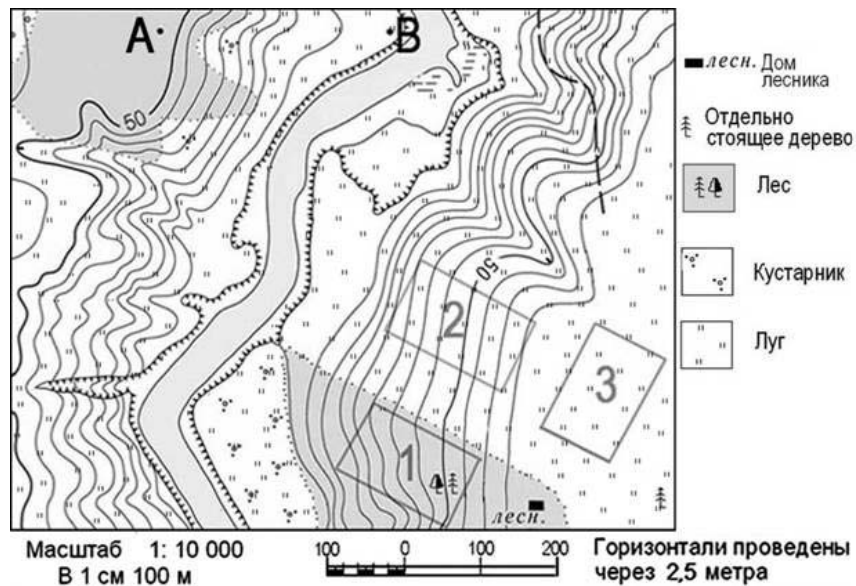 А
В
50
50
1
2
3
лесн.
лесн. Дом
лесника
Отдельно
стоящее дерево
Лес
Кустарник
Луг
Масштаб 1: 10 000
В 1 см 100 м
100 0 100 200
Горизонтали проведены
через 2,5 метра